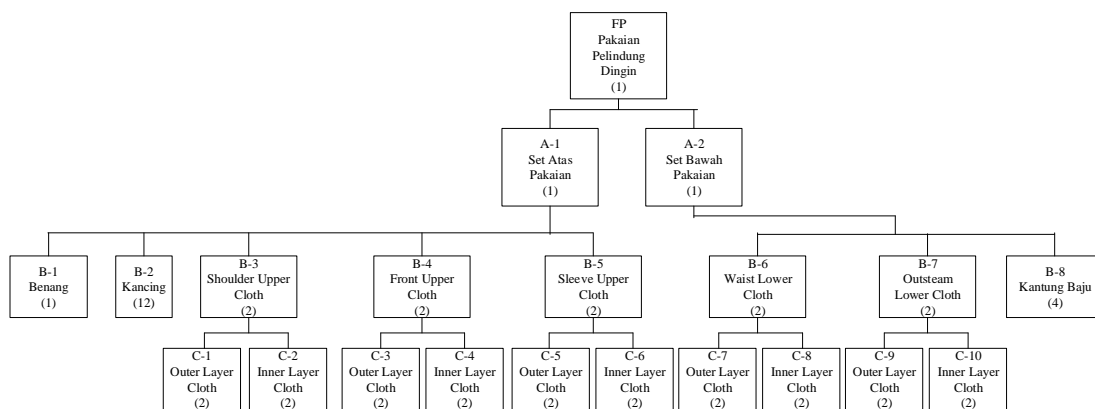 FP
Pakaian
Pelindung
Dingin
(1)
A-1
Set Atas
Pakaian
(1)
A-2
Set Bawah
Pakaian
(1)
B-1
Benang
(1)
B-2
Kancing
(12)
B-3
Shoulder Upper
Cloth
(2)
B-4
Front Upper
Cloth
(2)
B-5
Sleeve Upper
Cloth
(2)
B-6
Waist Lower
Cloth
(2)
B-7
Outsteam
Lower Cloth
(2)
B-8
Kantung Baju
(4)
C-1
Outer Layer
Cloth
(2)
C-2
Inner Layer
Cloth
(2)
C-3
Outer Layer
Cloth
(2)
C-4
Inner Layer
Cloth
(2)
C-5
Outer Layer
Cloth
(2)
C-6
Inner Layer
Cloth
(2)
C-7
Outer Layer
Cloth
(2)
C-8
Inner Layer
Cloth
(2)
C-9
Outer Layer
Cloth
(2)
C-10
Inner Layer
Cloth
(2)